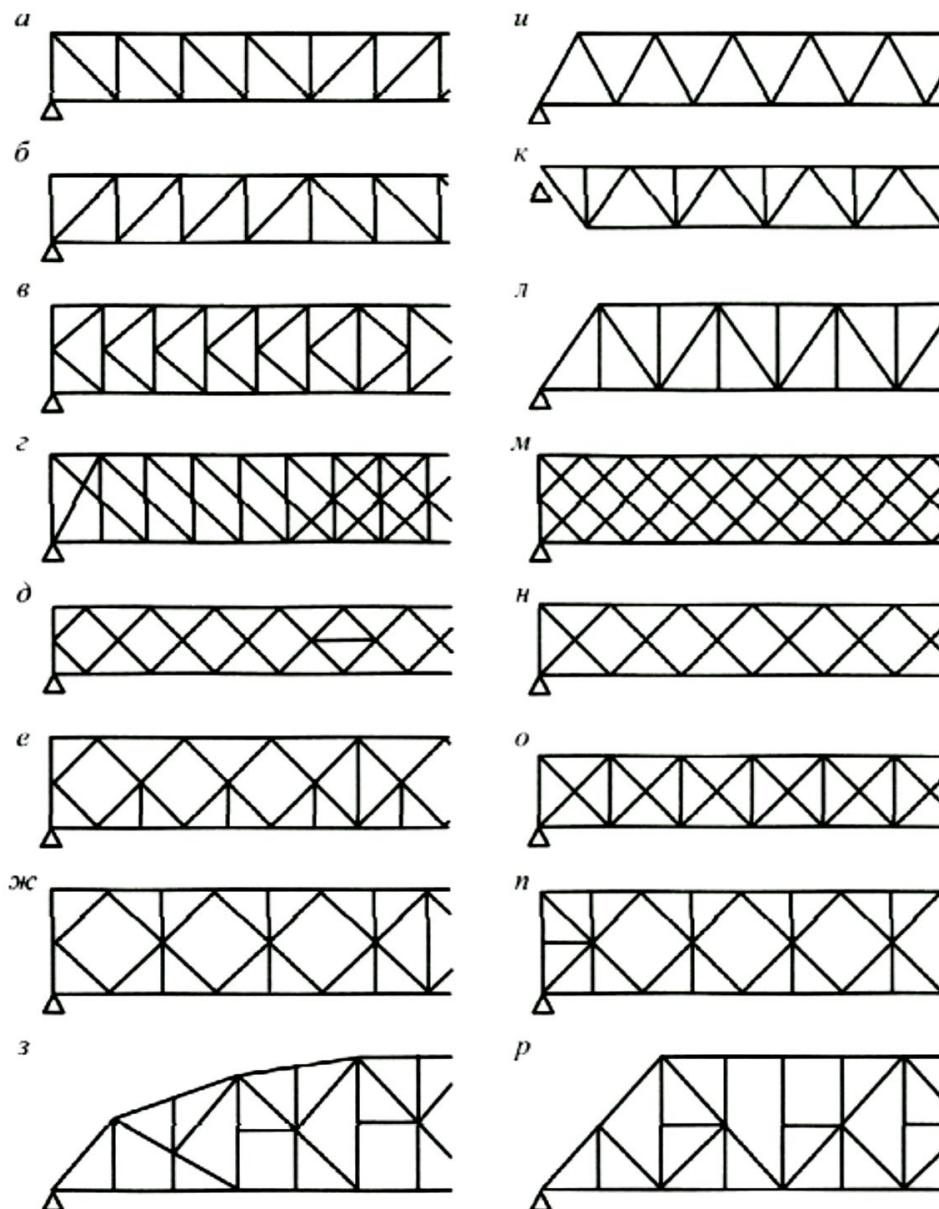 а и
б к
в л
г м
д н
е о
ж п
з р